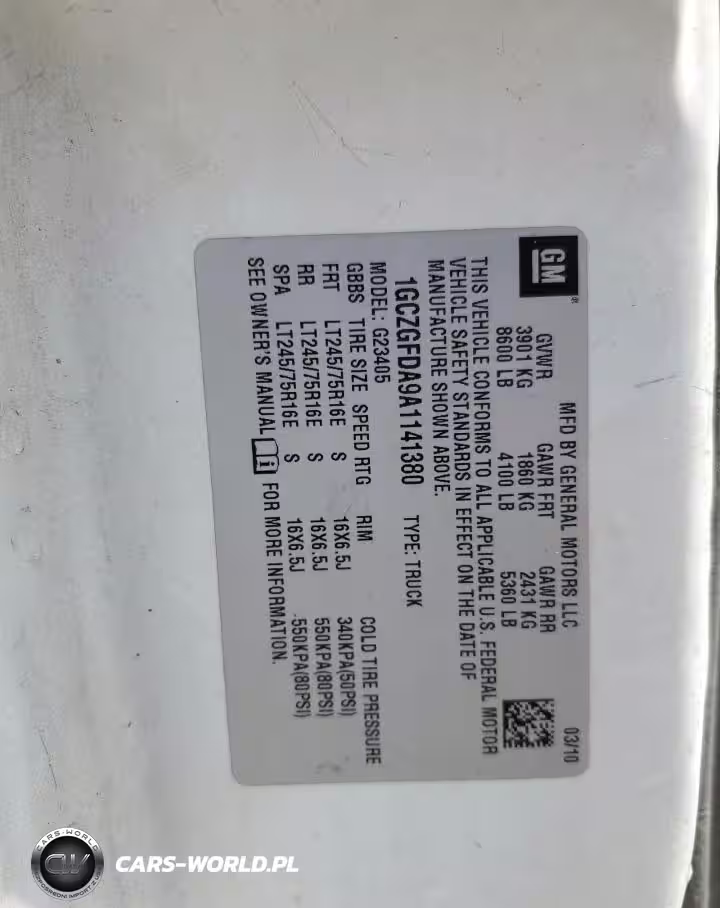 GM
MFD BY GENERAL MOTORS LLC 03/10
GVWR GAWR FRT GAWR RR
3901 KG 1860 KG 2431 KG
8600 LB 4100 LB 5360 LB
THIS VEHICLE CONFORMS TO ALL APPLICABLE U.S. FEDERAL MOTOR
VEHICLE SAFETY STANDARDS IN EFFECT ON THE DATE OF
MANUFACTURE SHOWN ABOVE.
1GCZGFDA9A1141380 TYPE: TRUCK
MODEL: G23405
GBBS TIRE SIZE SPEED RTG RIM COLD TIRE PRESSURE
FRT LT245/75R16E S 16X6.5J 340KPA(50PSI)
RR LT245/75R16E S 16X6.5J 550KPA(80PSI)
SPA LT245/75R16E S 16X6.5J 550KPA(80PSI)
SEE OWNER'S MANUAL FOR MORE INFORMATION.
CARS-WORLD
CW
CARS-WORLD.PL